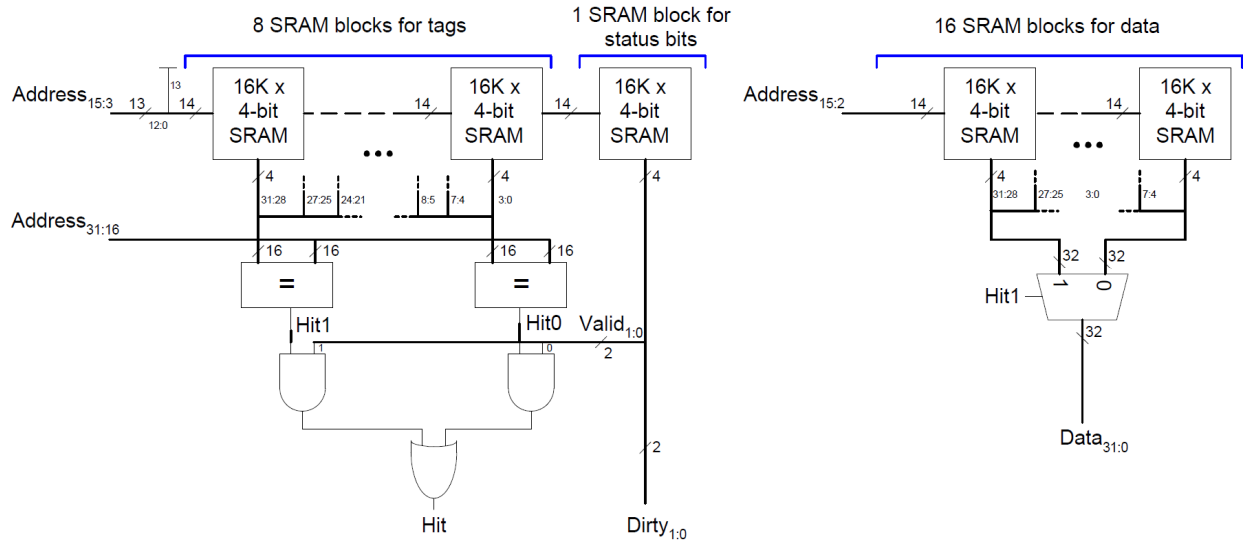 8 SRAM blocks for tags
1 SRAM block for
status bits
16 SRAM blocks for data
Address15:3
13
12:0
13
14
16K x
4-bit
SRAM
14
16K x
4-bit
SRAM
14
16K x
4-bit
SRAM
Address15:2
14
16K x
4-bit
SRAM
14
16K x
4-bit
SRAM
4
4
4
4
4
31:28
27:25
24:21
8:5
7:4
3:0
31:28
27:25
3:0
7:4
Address31:16
16
16
16
16
32
32
=
=
1
0
Hit1
Hit1
Hit0
Valid1:0
32
1
0
2
2
Data31:0
Hit
Dirty1:0